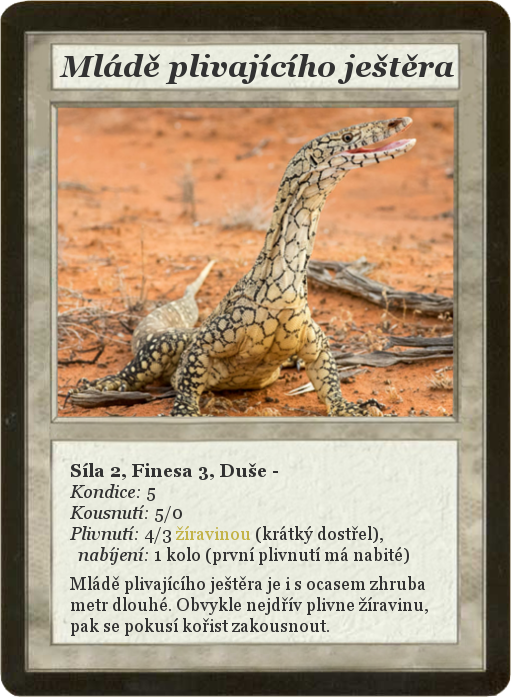 Mládě plivajícího ještěra
Síla 2, Finesa 3, Duše -
Kondice: 5
Kousnutí: 5/0
Plivnutí: 4/3 žíravinou (krátký dostřel),
nabíjení: 1 kolo (první plivnutí má nabité)
Mládě plivajícího ještěra je i s ocasem zhruba
metr dlouhé. Obvykle nejdřív plivne žíravinu,
pak se pokusí kořist zakousnout.